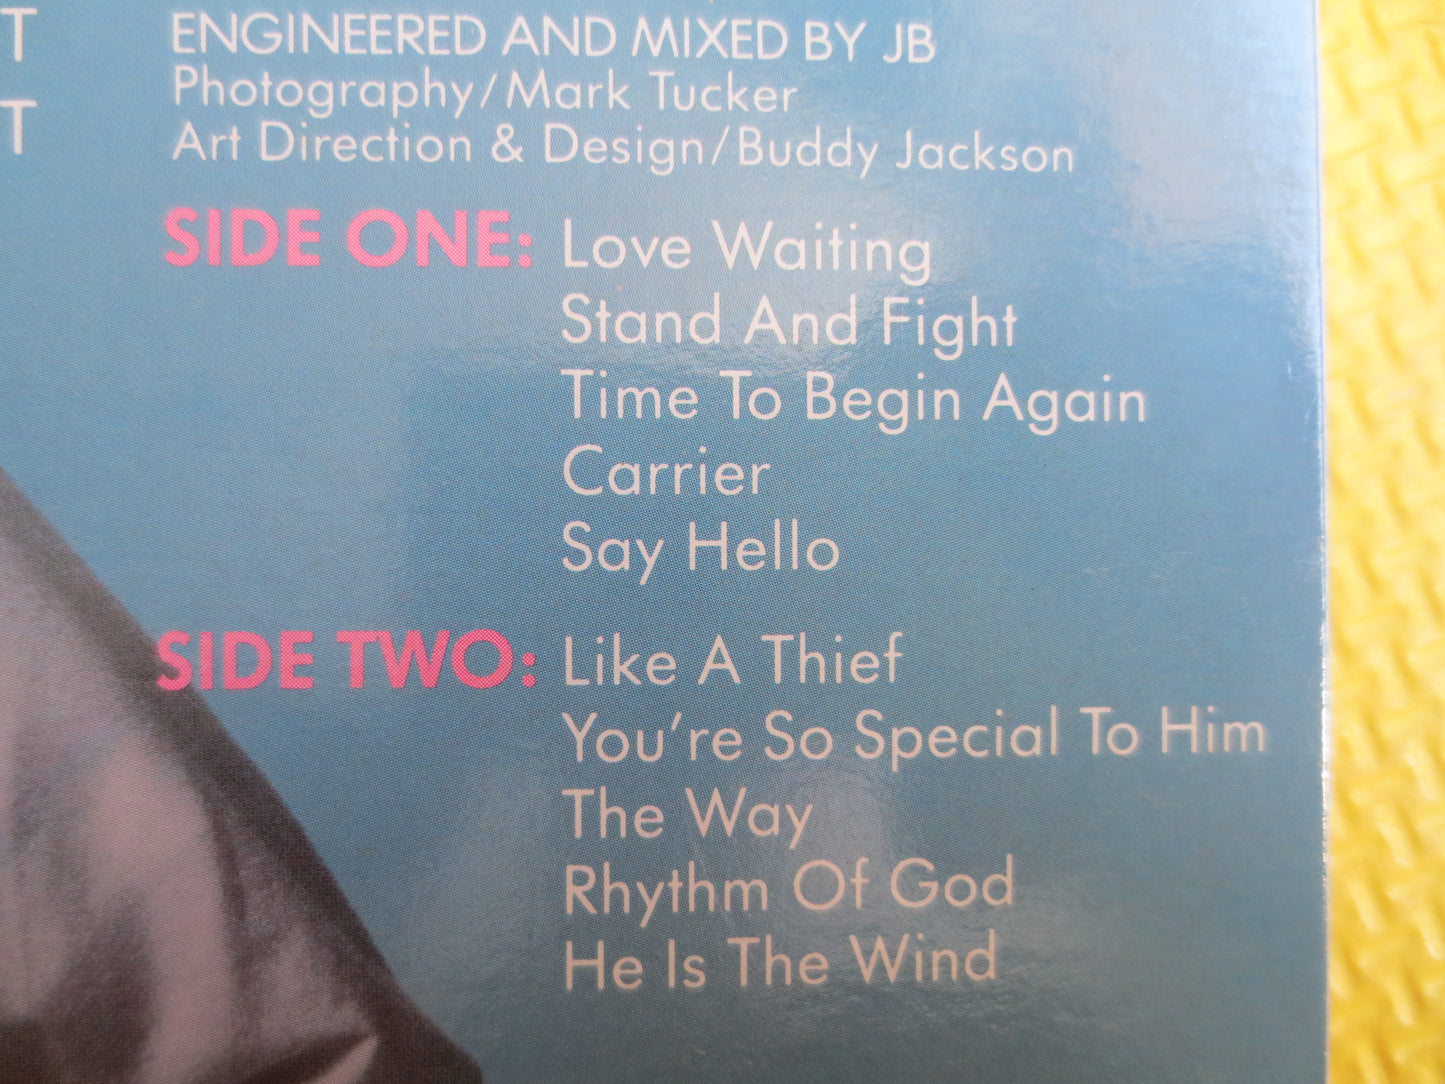 T
T
ENGINEERED AND MIXED BY JB
Photography/Mark Tucker
Art Direction & Design/Buddy Jackson
SIDE ONE: Love Waiting
Stand And Fight
Time To Begin Again
Carrier
Say Hello
SIDE TWO: Like A Thief
You're So Special To Him
The Way
Rhythm Of God
He Is The Wind